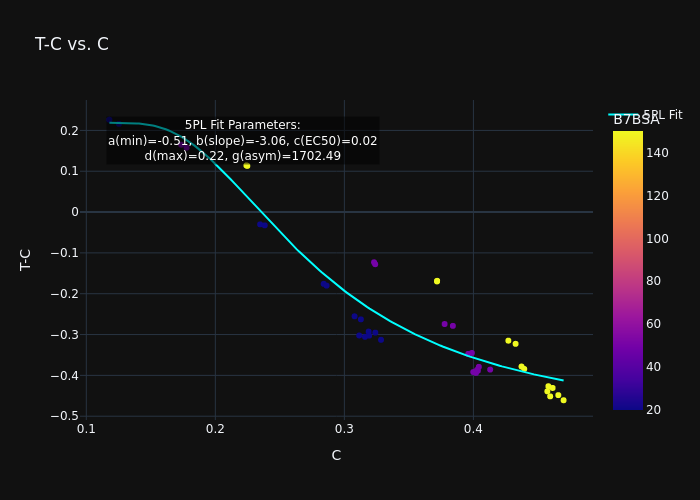 T-C vs. C
5PL Fit
B7BSA
5PL Fit Parameters:
a(min)=-0.51, b(slope)=-3.06, c(EC50)=0.02
d(max)=0.22, g(asym)=1702.49
0.2
0.1
0
−0.1
−0.2
−0.3
−0.4
−0.5
T-C
0.1
0.2
0.3
0.4
C
140
120
100
80
60
40
20